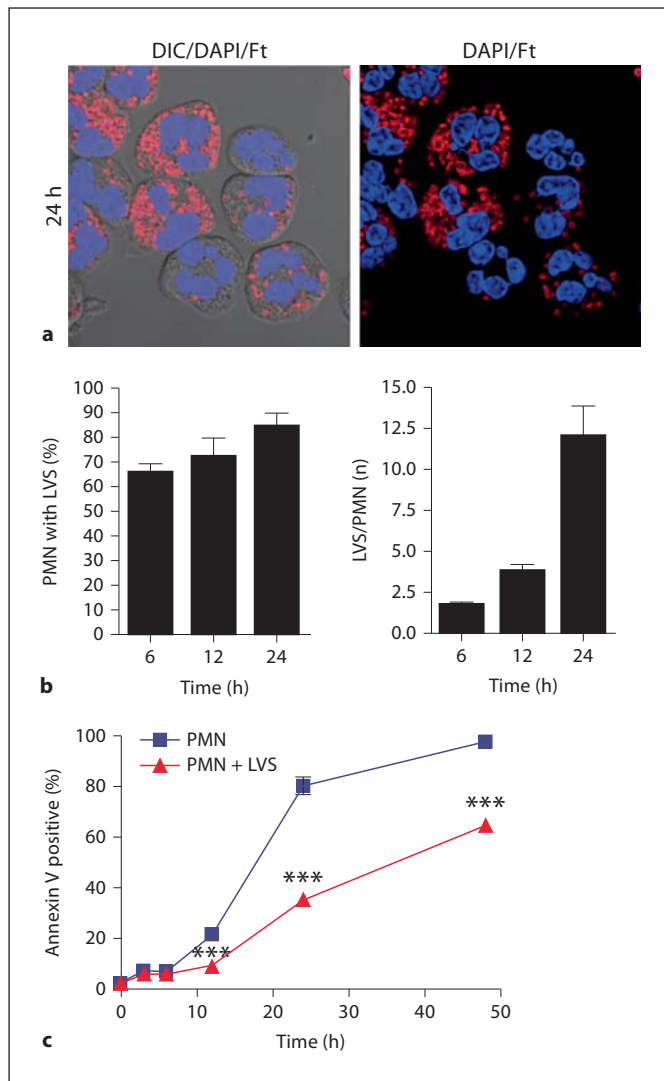 DIC/DAPI/Ft DAPI/Ft
24 h
a
100
90
80
70
60
50
40
30
20
10
0
PMN with LVS (%)
6 12 24
Time (h)
15.0
12.5
10.0
7.5
5.0
2.5
0.0
LVS/PMN (n)
6 12 24
Time (h)
b
100
80
60
40
20
0
Annexin V positive (%)
PMN
PMN + LVS
***
***
***
0 10 20 30 40 50
Time (h)
c